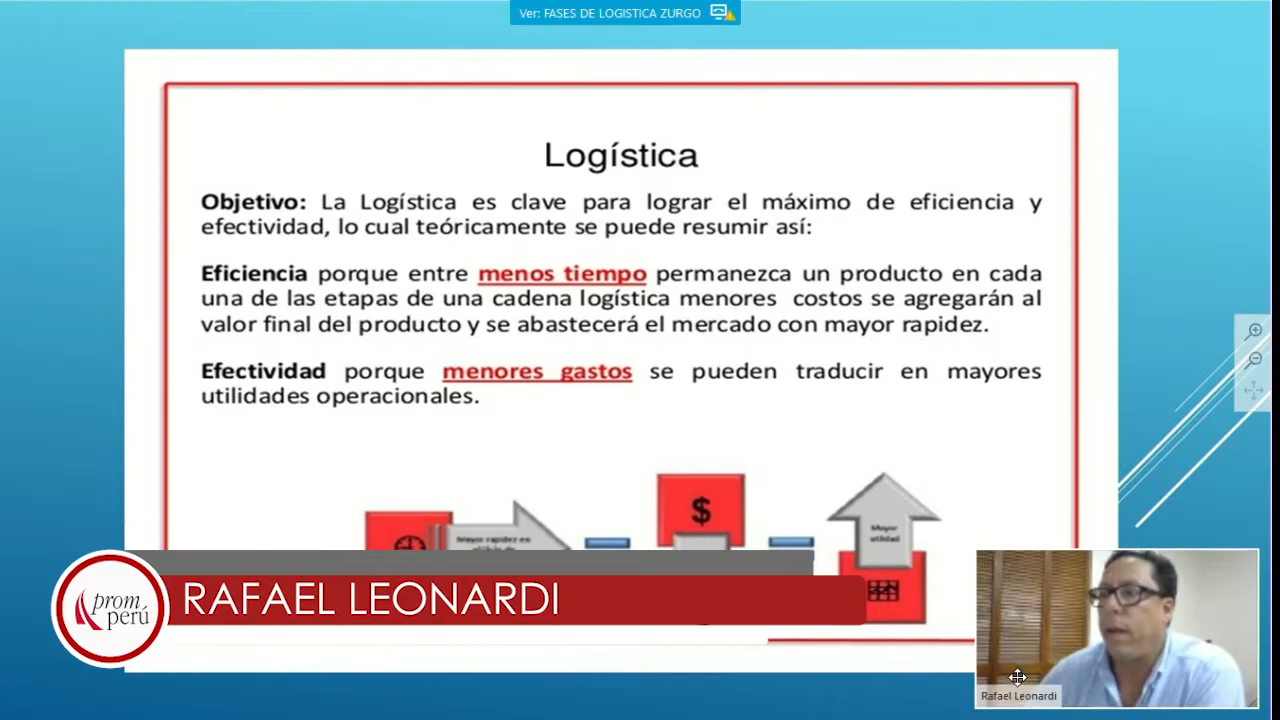 Ver: FASES DE LOGISTICA ZURGO
Logística
Objetivo: La Logística es clave para lograr el máximo de eficiencia y
efectividad, lo cual teóricamente se puede resumir así:
Eficiencia porque entre menos tiempo permanezca un producto en cada
una de las etapas de una cadena logística menores costos se agregarán al
valor final del producto y se abastecerá el mercado con mayor rapidez.
Efectividad porque menores gastos se pueden traducir en mayores
utilidades operacionales.
Mayor rapidez en
$
Mayor
utilidad
prom
perú
RAFAEL LEONARDI
Rafael Leonardi